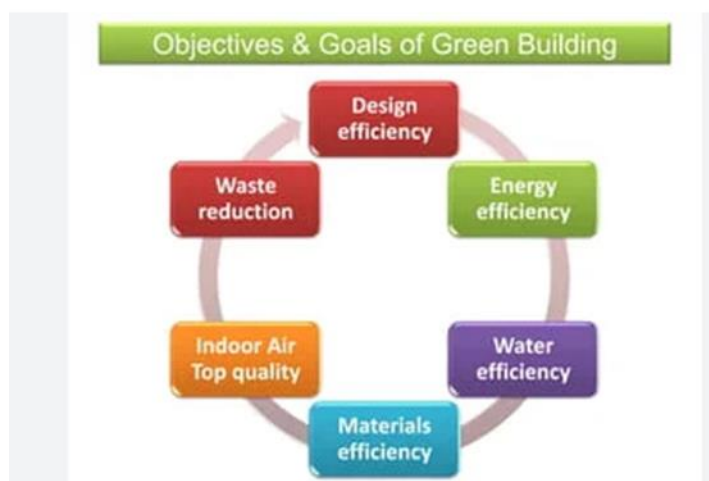 Objectives & Goals of Green Building
Design
efficiency
Energy
efficiency
Water
efficiency
Materials
efficiency
Indoor Air
Top quality
Waste
reduction